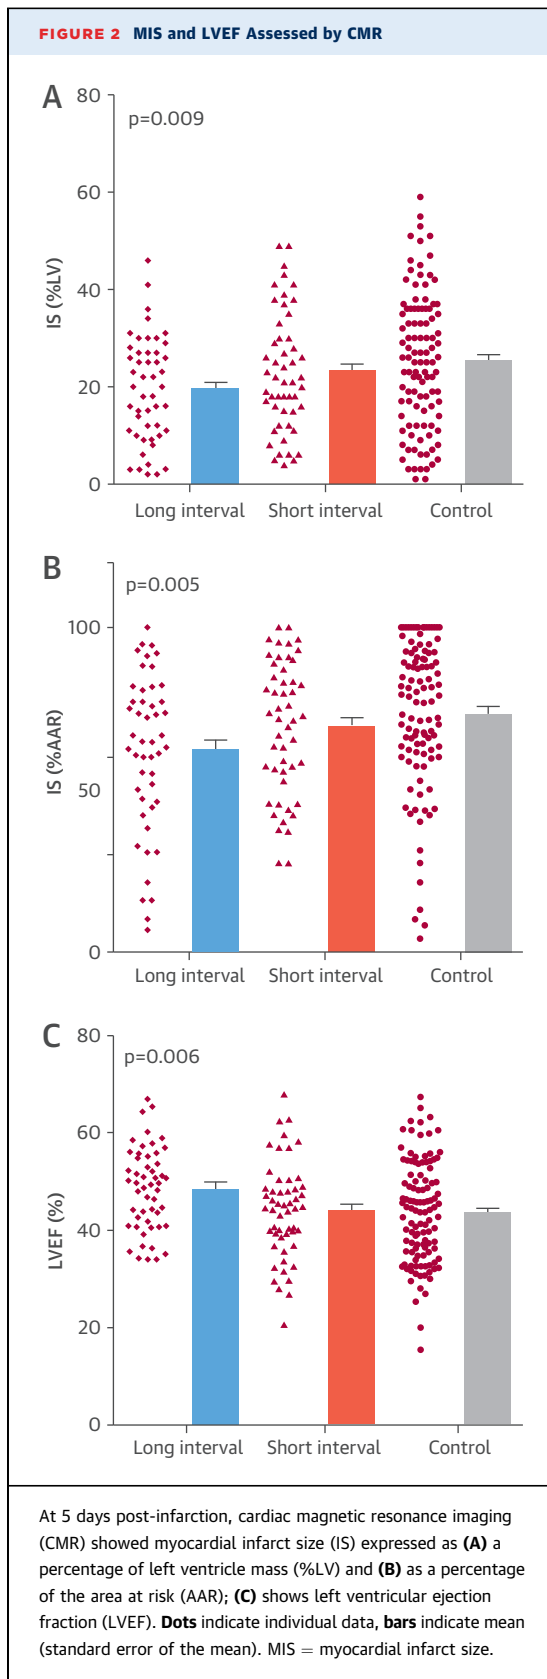 FIGURE 2 MIS and LVEF Assessed by CMR
A
80
p=0.009
60
IS (%LV)
40
20
0
Long interval Short interval Control
B
p=0.005
100
IS (%AAR)
50
0
Long interval Short interval Control
C
80
p=0.006
60
LVEF (%)
40
20
0
Long interval Short interval Control
At 5 days post-infarction, cardiac magnetic resonance imaging
(CMR) showed myocardial infarct size (IS) expressed as (A) a
percentage of left ventricle mass (%LV) and (B) as a percentage
of the area at risk (AAR); (C) shows left ventricular ejection
fraction (LVEF). Dots indicate individual data, bars indicate mean
(standard error of the mean). MIS = myocardial infarct size.